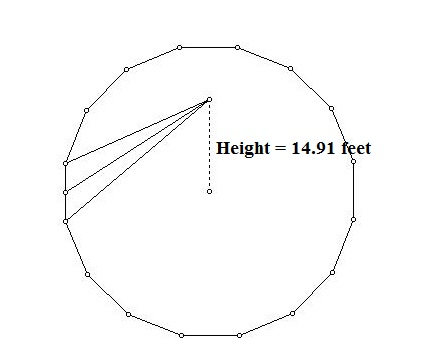 Height = 14.91 feet